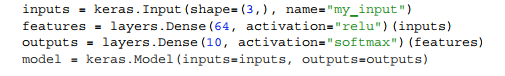 inputs = keras.Input(shape=(3,), name="my_input")
features = layers.Dense(64, activation="relu")(inputs)
outputs = layers.Dense(10, activation="softmax")(features)
model = keras.Model(inputs=inputs, outputs=outputs)